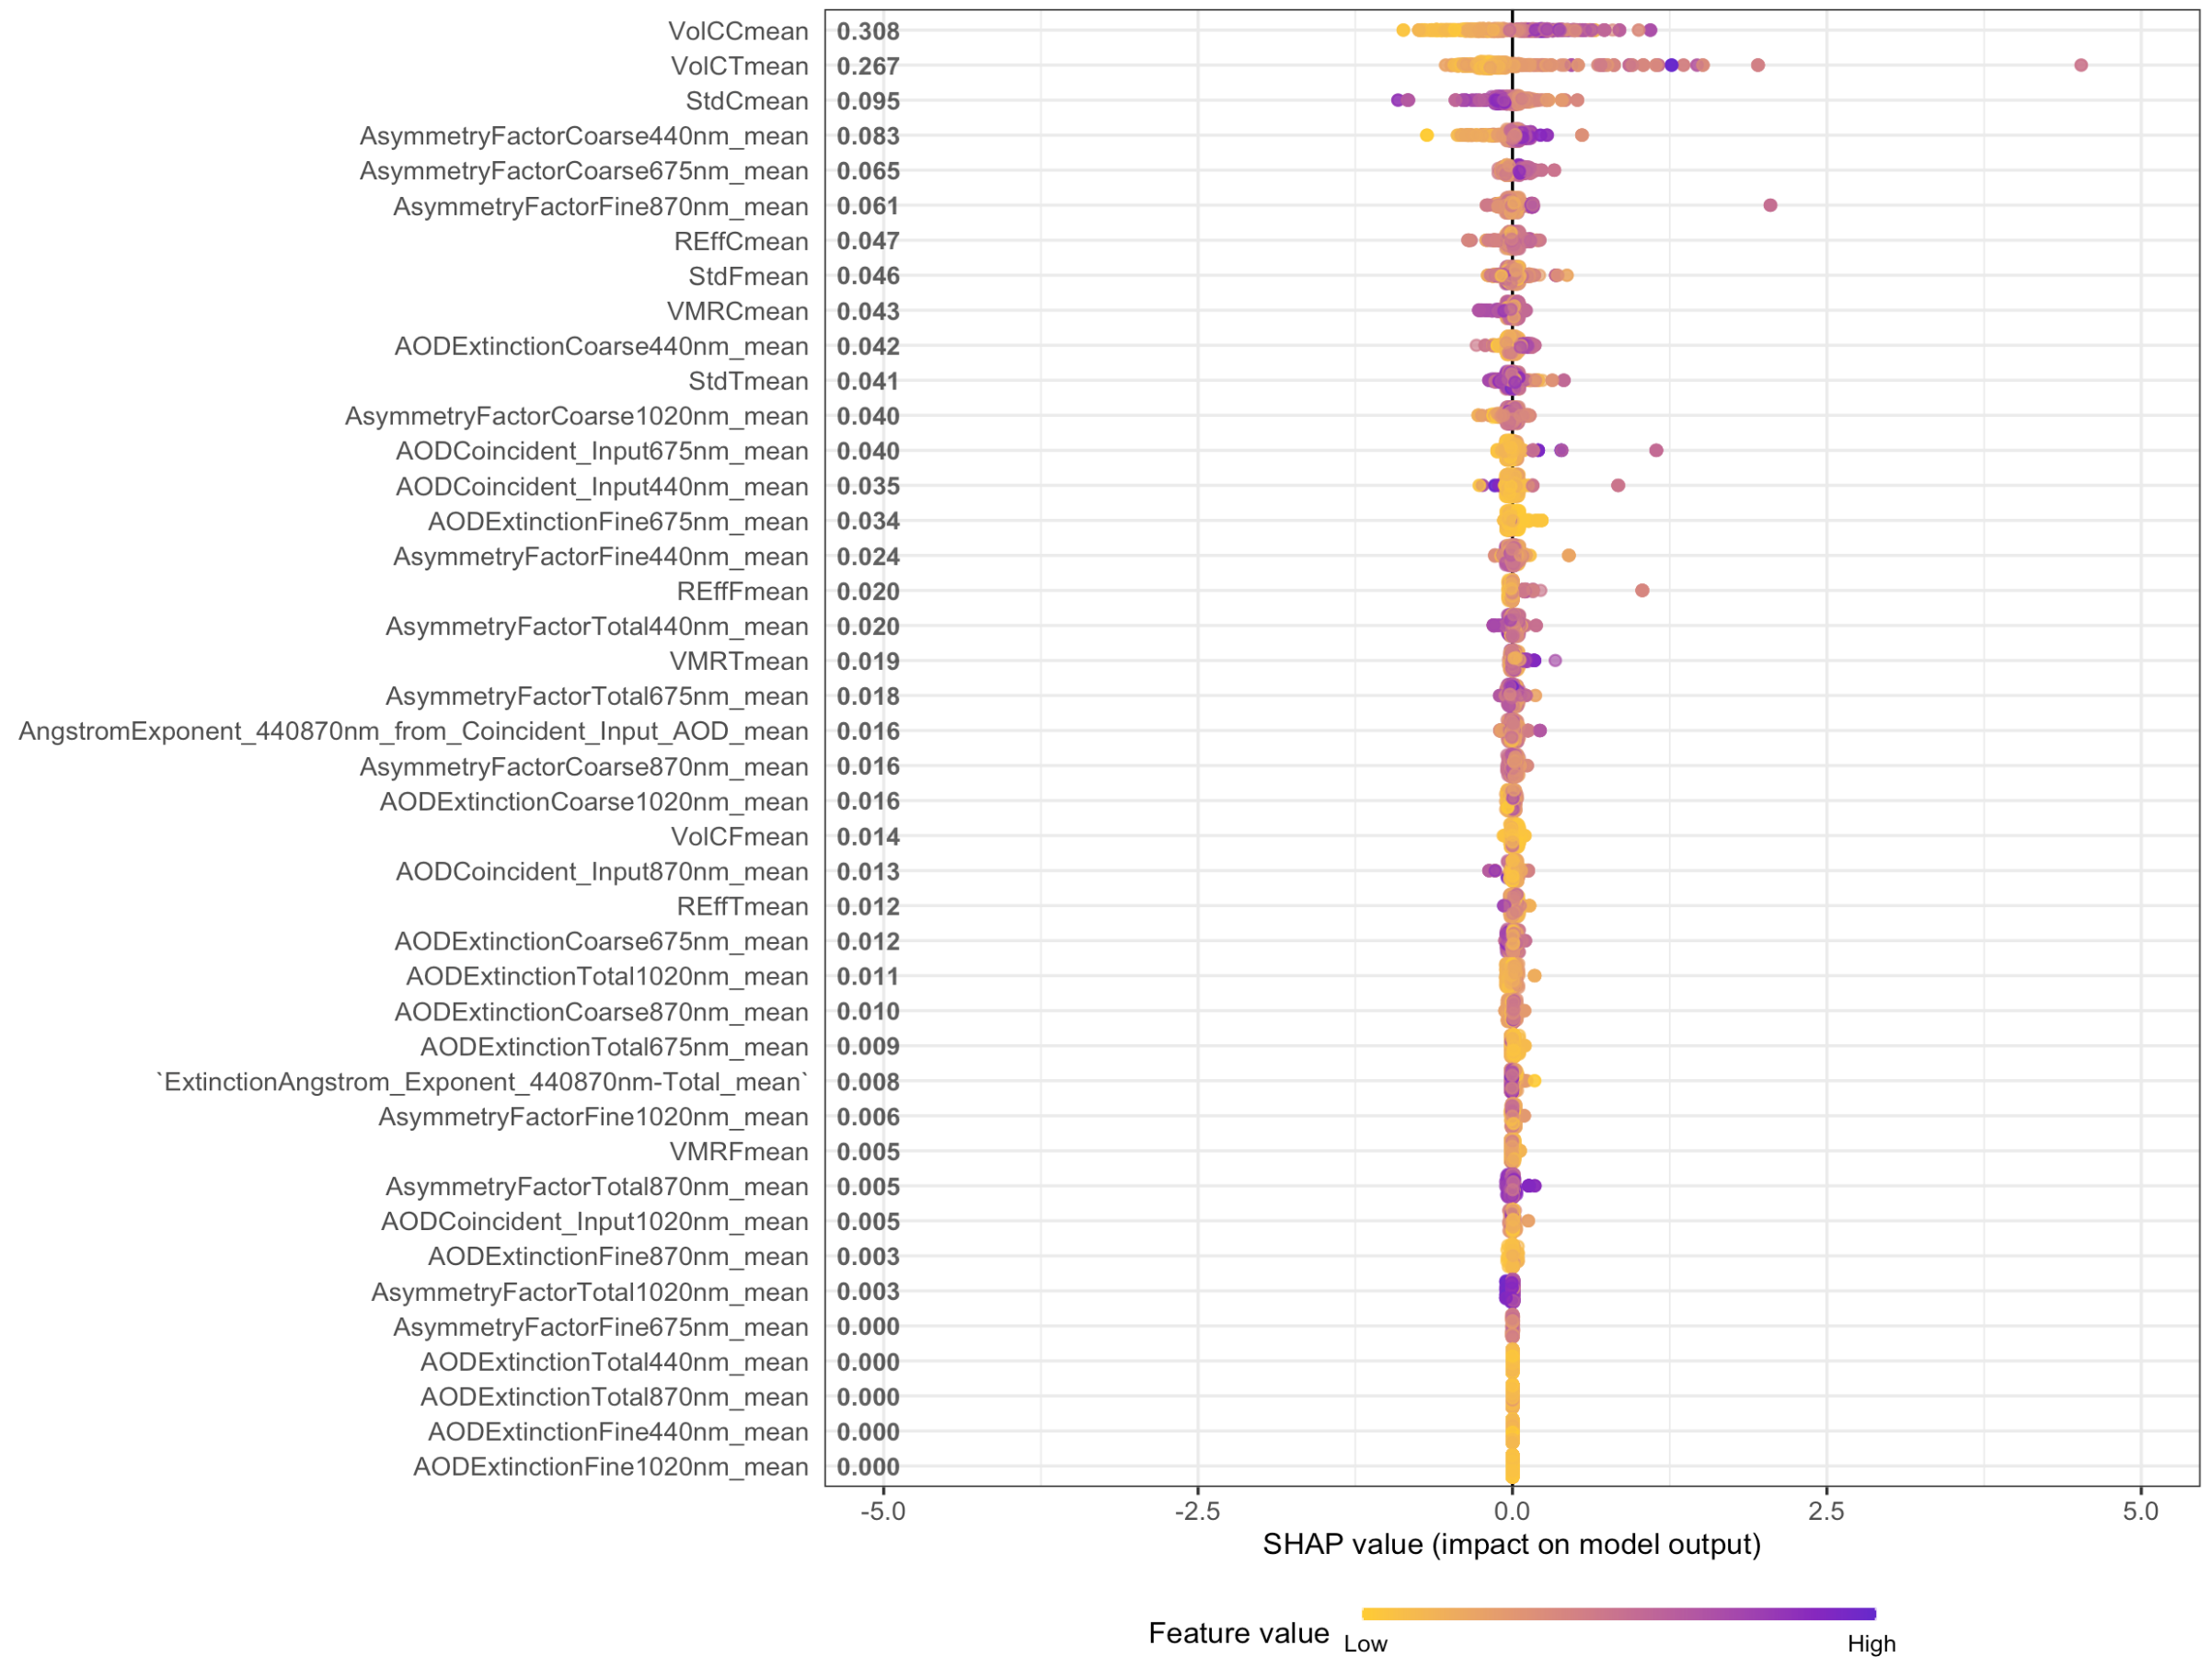 VolCCmean 0.308
VolCTmean 0.267
StdCmean 0.095
AsymmetryFactorCoarse440nm_mean 0.083
AsymmetryFactorCoarse675nm_mean 0.065
AsymmetryFactorFine870nm_mean 0.061
REffCmean 0.047
StdFmean 0.046
VMRCmean 0.043
AODExtinctionCoarse440nm_mean 0.042
StdTmean 0.041
AsymmetryFactorCoarse1020nm_mean 0.040
AODCoincident_Input675nm_mean 0.040
AODCoincident_Input440nm_mean 0.035
AODExtinctionFine675nm_mean 0.034
AsymmetryFactorFine440nm_mean 0.024
REffFmean 0.020
AsymmetryFactorTotal440nm_mean 0.020
VMRTmean 0.019
AsymmetryFactorTotal675nm_mean 0.018
AngstromExponent_440870nm_from_Coincident_Input_AOD_mean 0.016
AsymmetryFactorCoarse870nm_mean 0.016
AODExtinctionCoarse1020nm_mean 0.016
VolCFmean 0.014
AODCoincident_Input870nm_mean 0.013
REffTmean 0.012
AODExtinctionCoarse675nm_mean 0.012
AODExtinctionTotal1020nm_mean 0.011
AODExtinctionCoarse870nm_mean 0.010
AODExtinctionTotal675nm_mean 0.009
`ExtinctionAngstrom_Exponent_440870nm-Total_mean` 0.008
AsymmetryFactorFine1020nm_mean 0.006
VMRFmean 0.005
AsymmetryFactorTotal870nm_mean 0.005
AODCoincident_Input1020nm_mean 0.005
AODExtinctionFine870nm_mean 0.003
AsymmetryFactorTotal1020nm_mean 0.003
AsymmetryFactorFine675nm_mean 0.000
AODExtinctionTotal440nm_mean 0.000
AODExtinctionTotal870nm_mean 0.000
AODExtinctionFine440nm_mean 0.000
AODExtinctionFine1020nm_mean 0.000
-5.0 -2.5 0.0 2.5 5.0
SHAP value (impact on model output)
Feature value
Low High